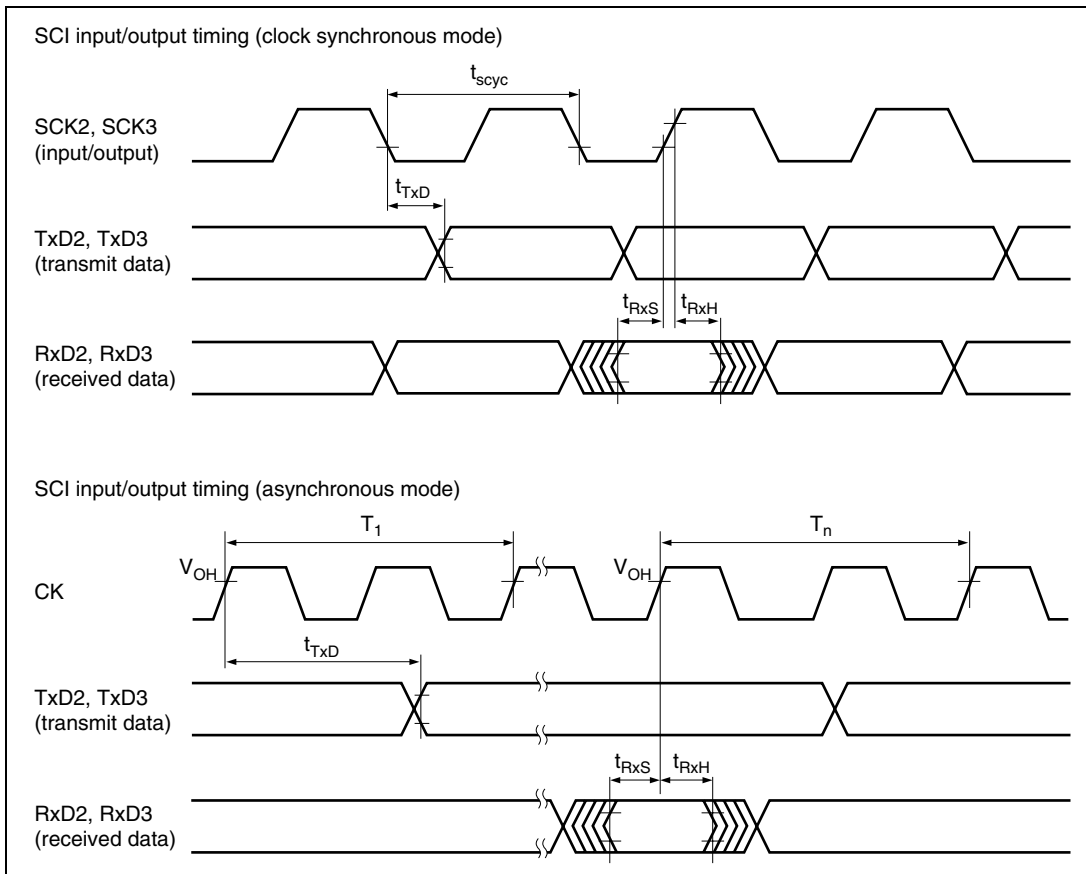 SCI input/output timing (clock synchronous mode)
tscyc
SCK2, SCK3
(input/output)
tTxD
TxD2, TxD3
(transmit data)
tRxS
tRxH
RxD2, RxD3
(received data)
SCI input/output timing (asynchronous mode)
T1
Tn
VOH
VOH
CK
tTxD
TxD2, TxD3
(transmit data)
tRxS
tRxH
RxD2, RxD3
(received data)